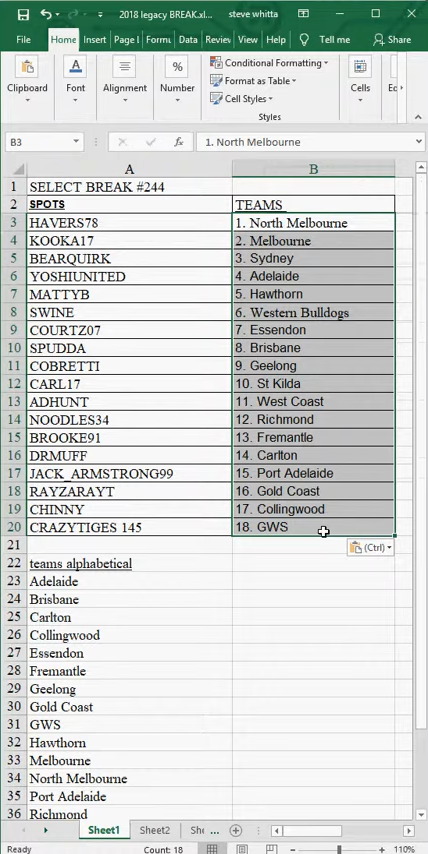 2018 legacy BREAK.xl... steve whitta
File Home Insert Page l Formu Data Review View Help Tell me Share
Clipboard Font Alignment Number Conditional Formatting Format as Table Cell Styles Styles Cells
B3 1. North Melbourne
A B
1 SELECT BREAK #244
2 SPOTS TEAMS
3 HAVERS78 1. North Melbourne
4 KOOKA17 2. Melbourne
5 BEARQUIRK 3. Sydney
6 YOSHIUNITED 4. Adelaide
7 MATTYB 5. Hawthorn
8 SWINE 6. Western Bulldogs
9 COURTZ07 7. Essendon
10 SPUDDA 8. Brisbane
11 COBRETTI 9. Geelong
12 CARL17 10. St Kilda
13 ADHUNT 11. West Coast
14 NOODLES34 12. Richmond
15 BROOKE91 13. Fremantle
16 DRMUFF 14. Carlton
17 JACK_ARMSTRONG99 15. Port Adelaide
18 RAYZARAYT 16. Gold Coast
19 CHINNY 17. Collingwood
20 CRAZYTIGES 145 18. GWS
21 (Ctrl)
22 teams alphabetical
23 Adelaide
24 Brisbane
25 Carlton
26 Collingwood
27 Essendon
28 Fremantle
29 Geelong
30 Gold Coast
31 GWS
32 Hawthorn
33 Melbourne
34 North Melbourne
35 Port Adelaide
36 Richmond
Sheet1 Sheet2 She ...
Ready Count: 18 110%